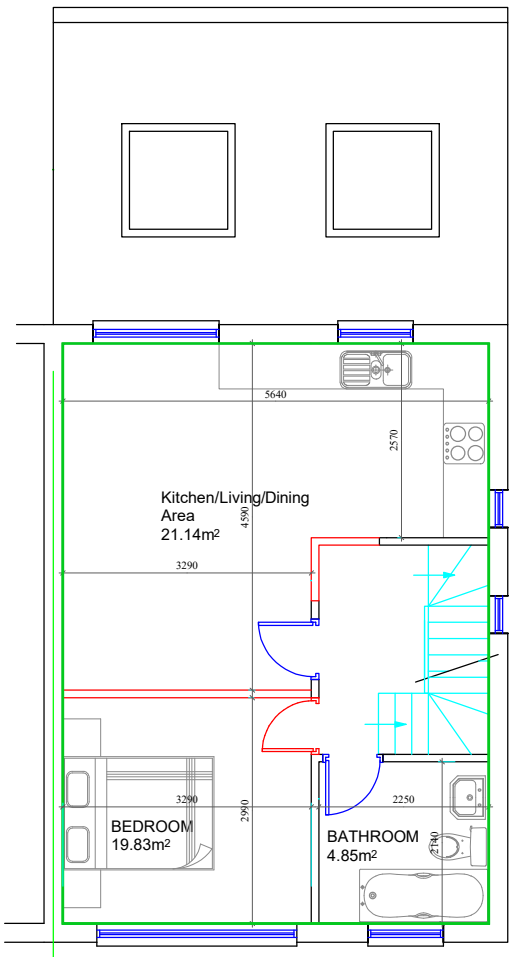 5640
2570
Kitchen/Living/Dining
Area
21.14m²
4590
3290
3290
2990
2250
BEDROOM
19.83m²
BATHROOM
4.85m²
2140